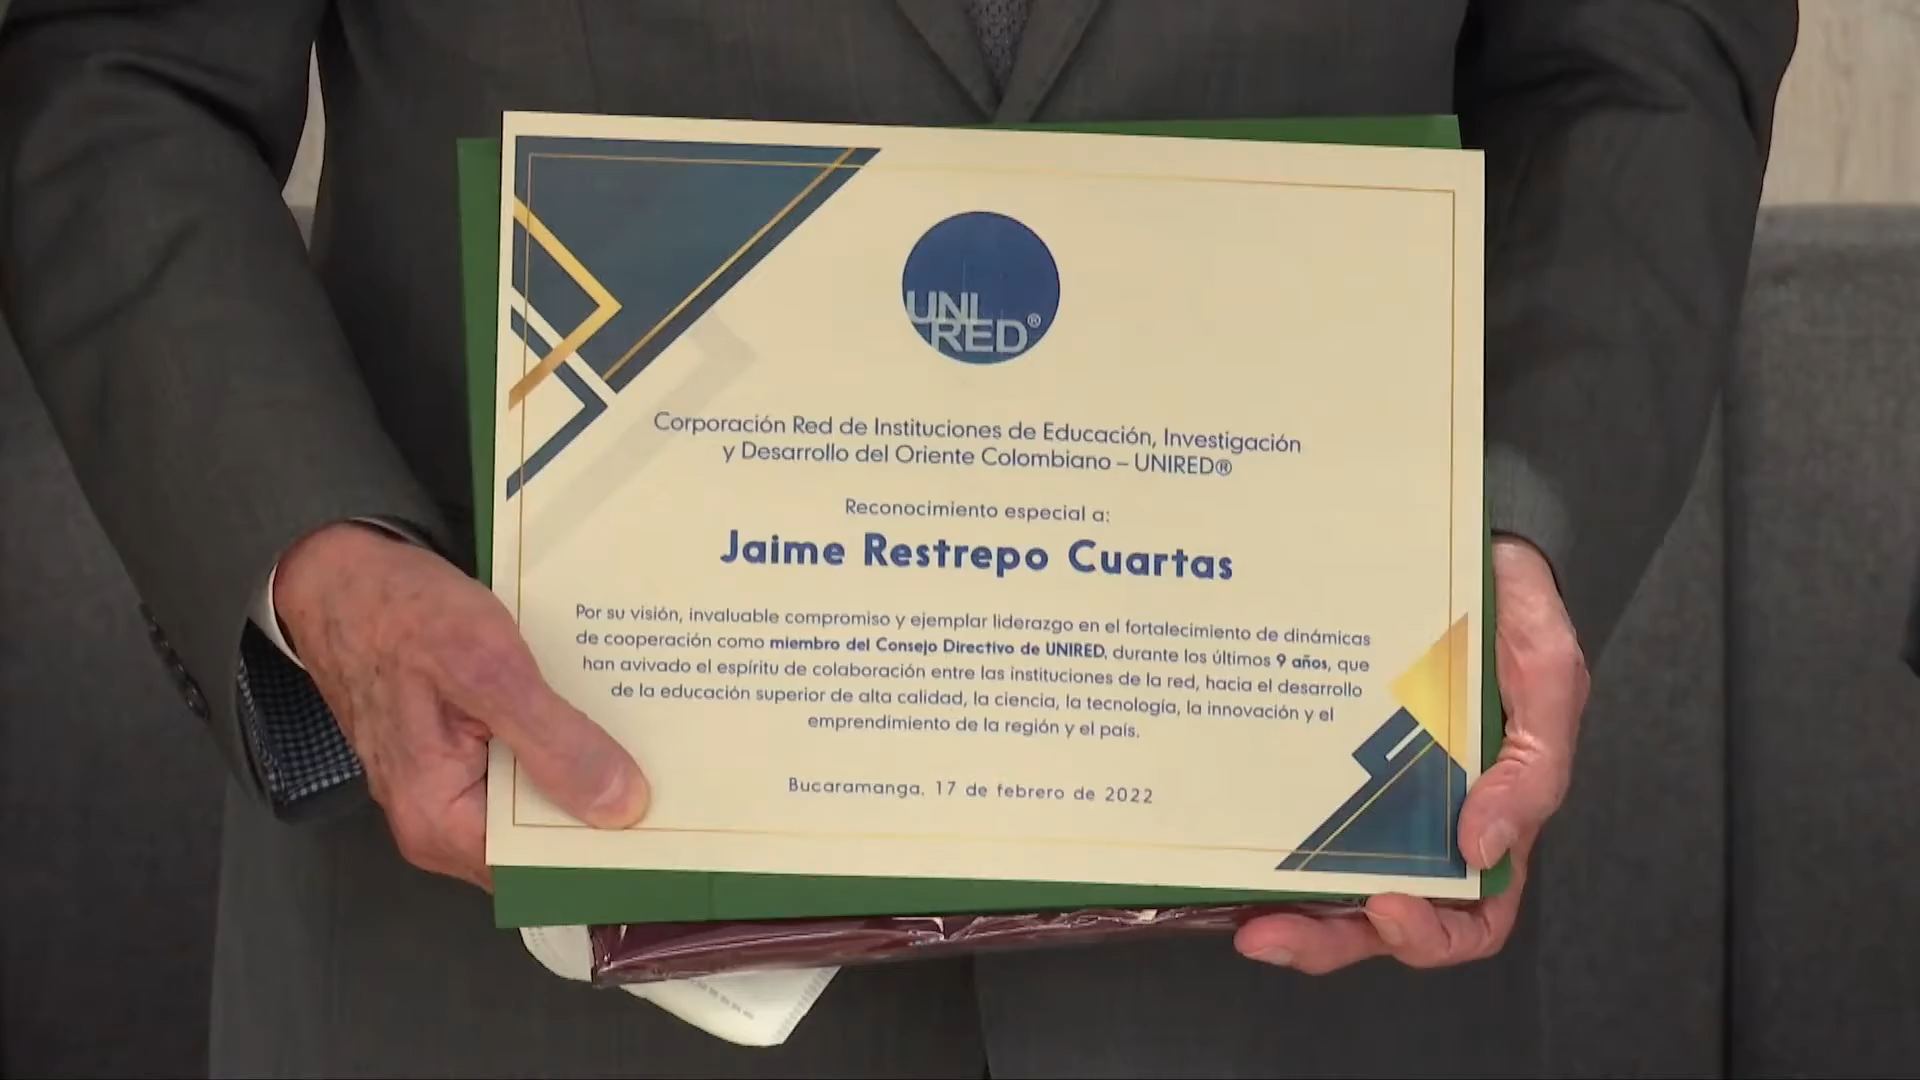 UNI
RED®
Corporación Red de Instituciones de Educación, Investigación
y Desarrollo del Oriente Colombiano – UNIRED®
Reconocimiento especial a:
Jaime Restrepo Cuartas
Por su visión, invaluable compromiso y ejemplar liderazgo en el fortalecimiento de dinámicas
de cooperación como miembro del Consejo Directivo de UNIRED, durante los últimos 9 años, que
han avivado el espíritu de colaboración entre las instituciones de la red, hacia el desarrollo
de la educación superior de alta calidad, la ciencia, la tecnología, la innovación y el
emprendimiento de la región y el país.
Bucaramanga, 17 de febrero de 2022